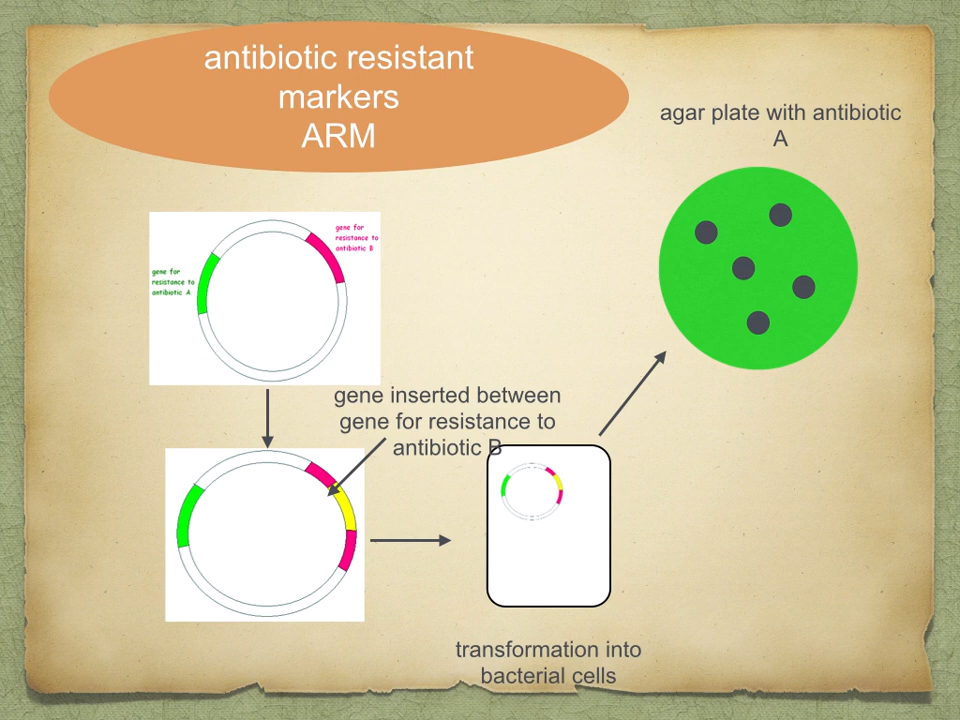 antibiotic resistant
markers
ARM
agar plate with antibiotic
A
gene for
resistance to
antibiotic B
gene for
resistance to
antibiotic A
gene inserted between
gene for resistance to
antibiotic B
transformation into
bacterial cells